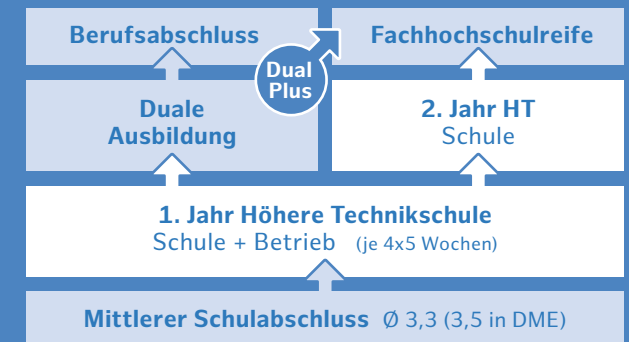 Berufsabschluss
Fachhochschulreife
Dual
Plus
Duale
Ausbildung
2. Jahr HT
Schule
1. Jahr Höhere Technikschule
Schule + Betrieb (je 4x5 Wochen)
Mittlerer Schulabschluss Ø 3,3 (3,5 in DME)